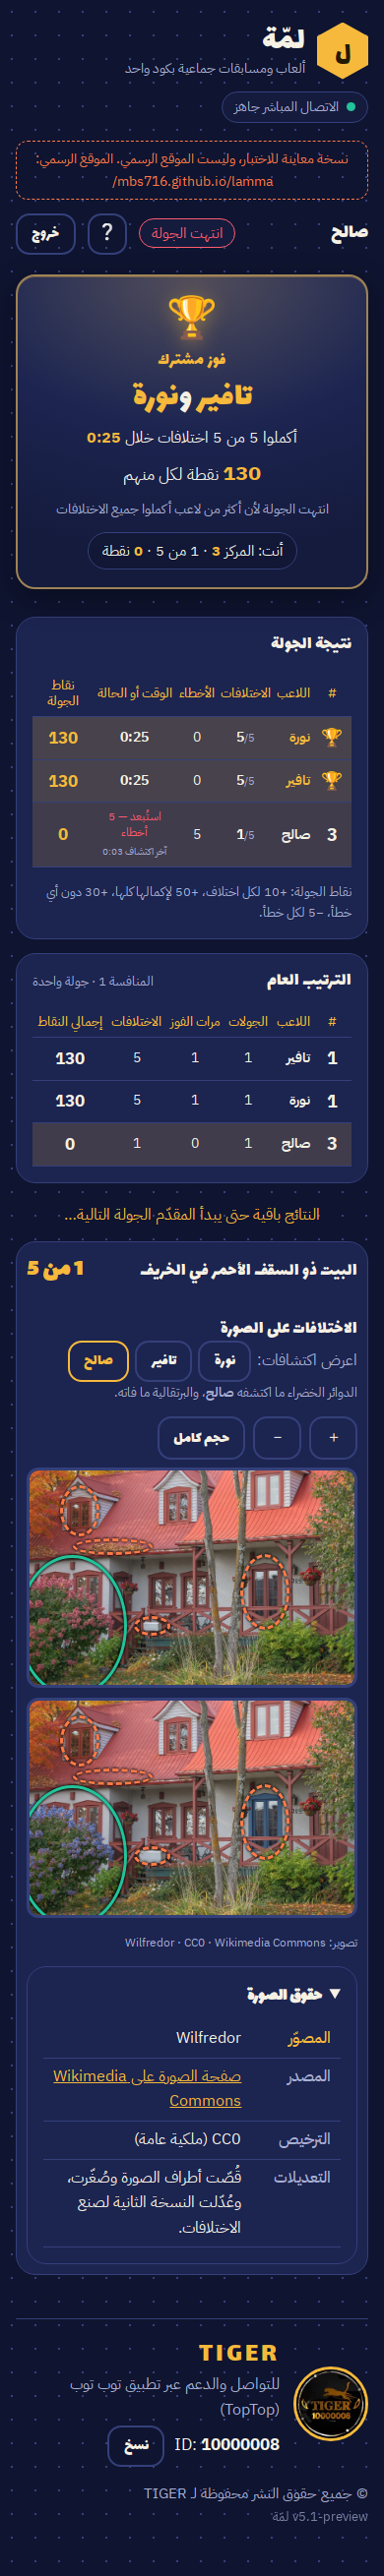 ل
لمّة
ألعاب ومسابقات جماعية بكود واحد
الاتصال المباشر جاهز
نسخة معاينة للاختبار، وليست الموقع الرسمي. الموقع الرسمي:
mbs716.github.io/lamma/
صالح
انتهت الجولة
?
خروج
فوز مشترك
تافير ونورة
أكملوا 5 من 5 اختلافات خلال 0:25
130 نقطة لكل منهم
انتهت الجولة لأن أكثر من لاعب أكملوا جميع الاختلافات
أنت: المركز 3 · 1 من 5 · 0 نقطة
نتيجة الجولة
# اللاعب الاختلافات الأخطاء الوقت أو الحالة نقاط الجولة
نورة 5/5 0 0:25 130
تافير 5/5 0 0:25 130
3 صالح 1/5 5 استُبعد — 5 أخطاء 0
آخر اكتشاف 0:03
نقاط الجولة: +10 لكل اختلاف، +50 لإكمالها كلها، +30 دون أي
خطأ، −5 لكل خطأ.
الترتيب العام
المنافسة 1 · جولة واحدة
# اللاعب الجولات مرات الفوز الاختلافات إجمالي النقاط
1 تافير 1 1 5 130
1 نورة 1 1 5 130
3 صالح 1 0 1 0
النتائج باقية حتى يبدأ المقدّم الجولة التالية...
البيت ذو السقف الأحمر في الخريف
1 من 5
الاختلافات على الصورة
اعرض اكتشافات: نورة تافير صالح
الدوائر الخضراء ما اكتشفه صالح، والبرتقالية ما فاته.
+ − حجم كامل
تصوير: Wilfredor · CC0 · Wikimedia Commons
▼ حقوق الصورة
المصوّر Wilfredor
المصدر صفحة الصورة على Wikimedia
Commons
الترخيص CC0 (ملكية عامة)
التعديلات قُصّت أطراف الصورة وصُغّرت،
وعُدّلت النسخة الثانية لصنع
الاختلافات.
TIGER
10000008
TIGER
للتواصل والدعم عبر تطبيق توب توب
(TopTop)
ID: 10000008 نسخ
© جميع حقوق النشر محفوظة لـ TIGER
لمّة v5.1-preview